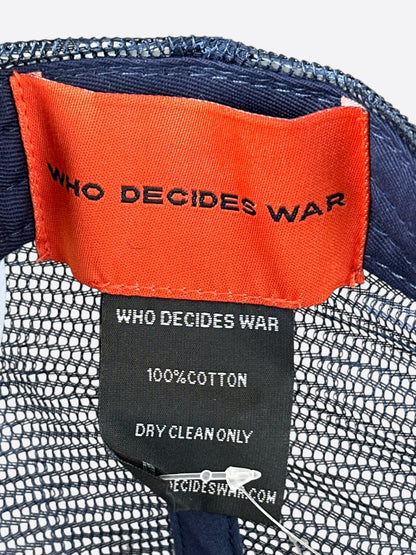 WHO DECIDES WAR
WHO DECIDES WAR
100%COTTON
DRY CLEAN ONLY
DECIDESWAR.COM